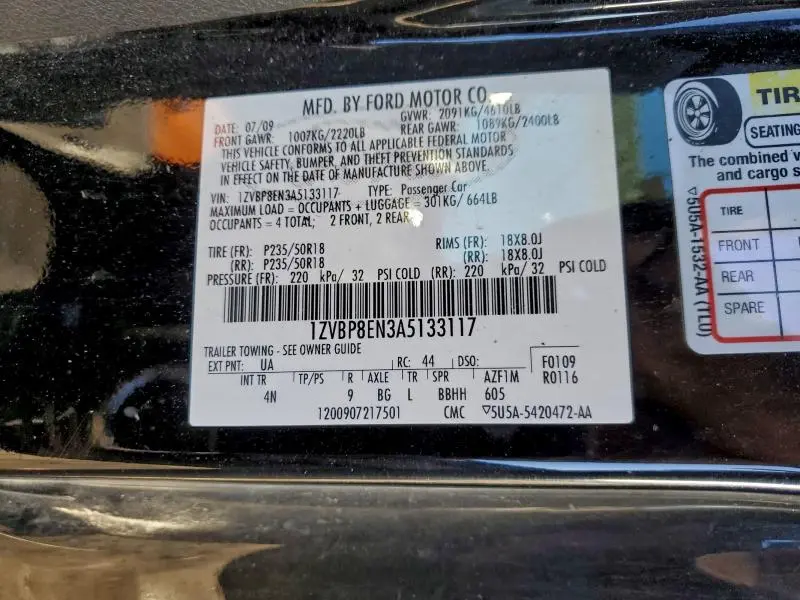 MFD. BY FORD MOTOR CO.
DATE: 07/09 GVWR: 2091KG/4610LB
FRONT GAWR: 1007KG/2220LB REAR GAWR: 1089KG/2400LB
THIS VEHICLE CONFORMS TO ALL APPLICABLE FEDERAL MOTOR
VEHICLE SAFETY, BUMPER, AND THEFT PREVENTION STANDARDS
IN EFFECT ON THE DATE OF MANUFACTURE SHOWN ABOVE.
VIN: 1ZVBP8EN3A5133117 TYPE: Passenger Car
MAXIMUM LOAD = OCCUPANTS + LUGGAGE = 301KG/ 664LB
OCCUPANTS = 4 TOTAL; 2 FRONT, 2 REAR
TIRE (FR): P235/50R18 RIMS (FR): 18X8.0J
(RR): P235/50R18 (RR): 18X8.0J
PRESSURE (FR): 220 kPa/ 32 PSI COLD (RR): 220 kPa/ 32 PSI COLD
1ZVBP8EN3A5133117
TRAILER TOWING - SEE OWNER GUIDE
EXT PNT: UA RC: 44 DSO: F0109
INT TR TP/PS R AXLE TR SPR AZF1M R0116
4N 9 BG L BBHH 605
1200907217501 CMC ▽5U5A-5420472-AA
TIR
SEATING
The combined
and cargo s
TIRE
FRONT
REAR
SPARE
▽5U5A-1532-AA (TL0)